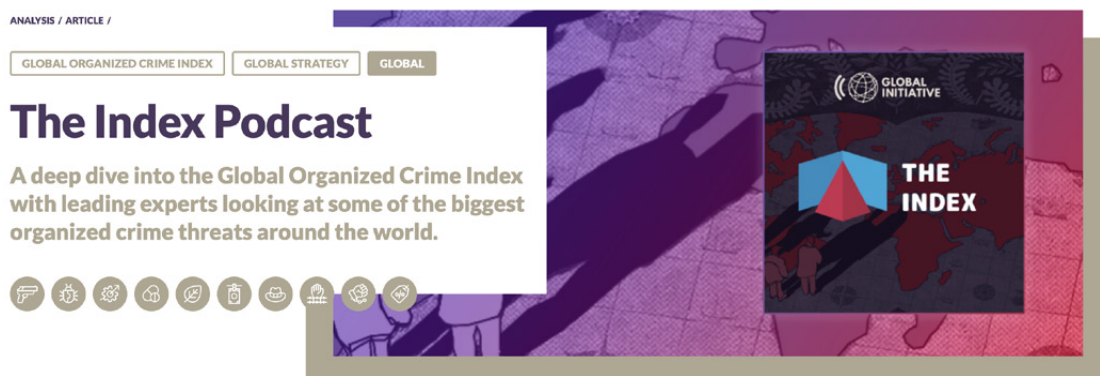 ANALYSIS / ARTICLE /
GLOBAL ORGANIZED CRIME INDEX
GLOBAL STRATEGY
GLOBAL
The Index Podcast
A deep dive into the Global Organized Crime Index
with leading experts looking at some of the biggest
organized crime threats around the world.
GLOBAL
INITIATIVE
THE
INDEX